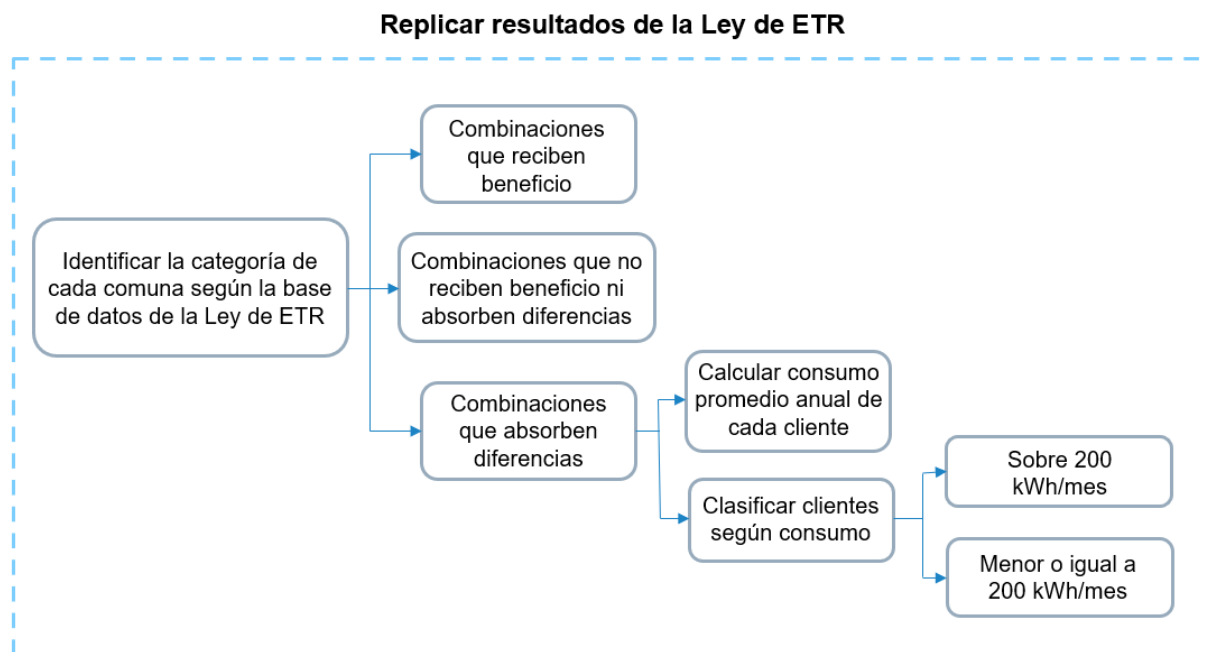 Replicar resultados de la Ley de ETR
Combinaciones
que reciben
beneficio
Identificar la categoría de
cada comuna según la base
de datos de la Ley de ETR
Combinaciones que no
reciben beneficio ni
absorben diferencias
Combinaciones
que absorben
diferencias
Calcular consumo
promedio anual de
cada cliente
Clasificar clientes
según consumo
Sobre 200
kWh/mes
Menor o igual a
200 kWh/mes